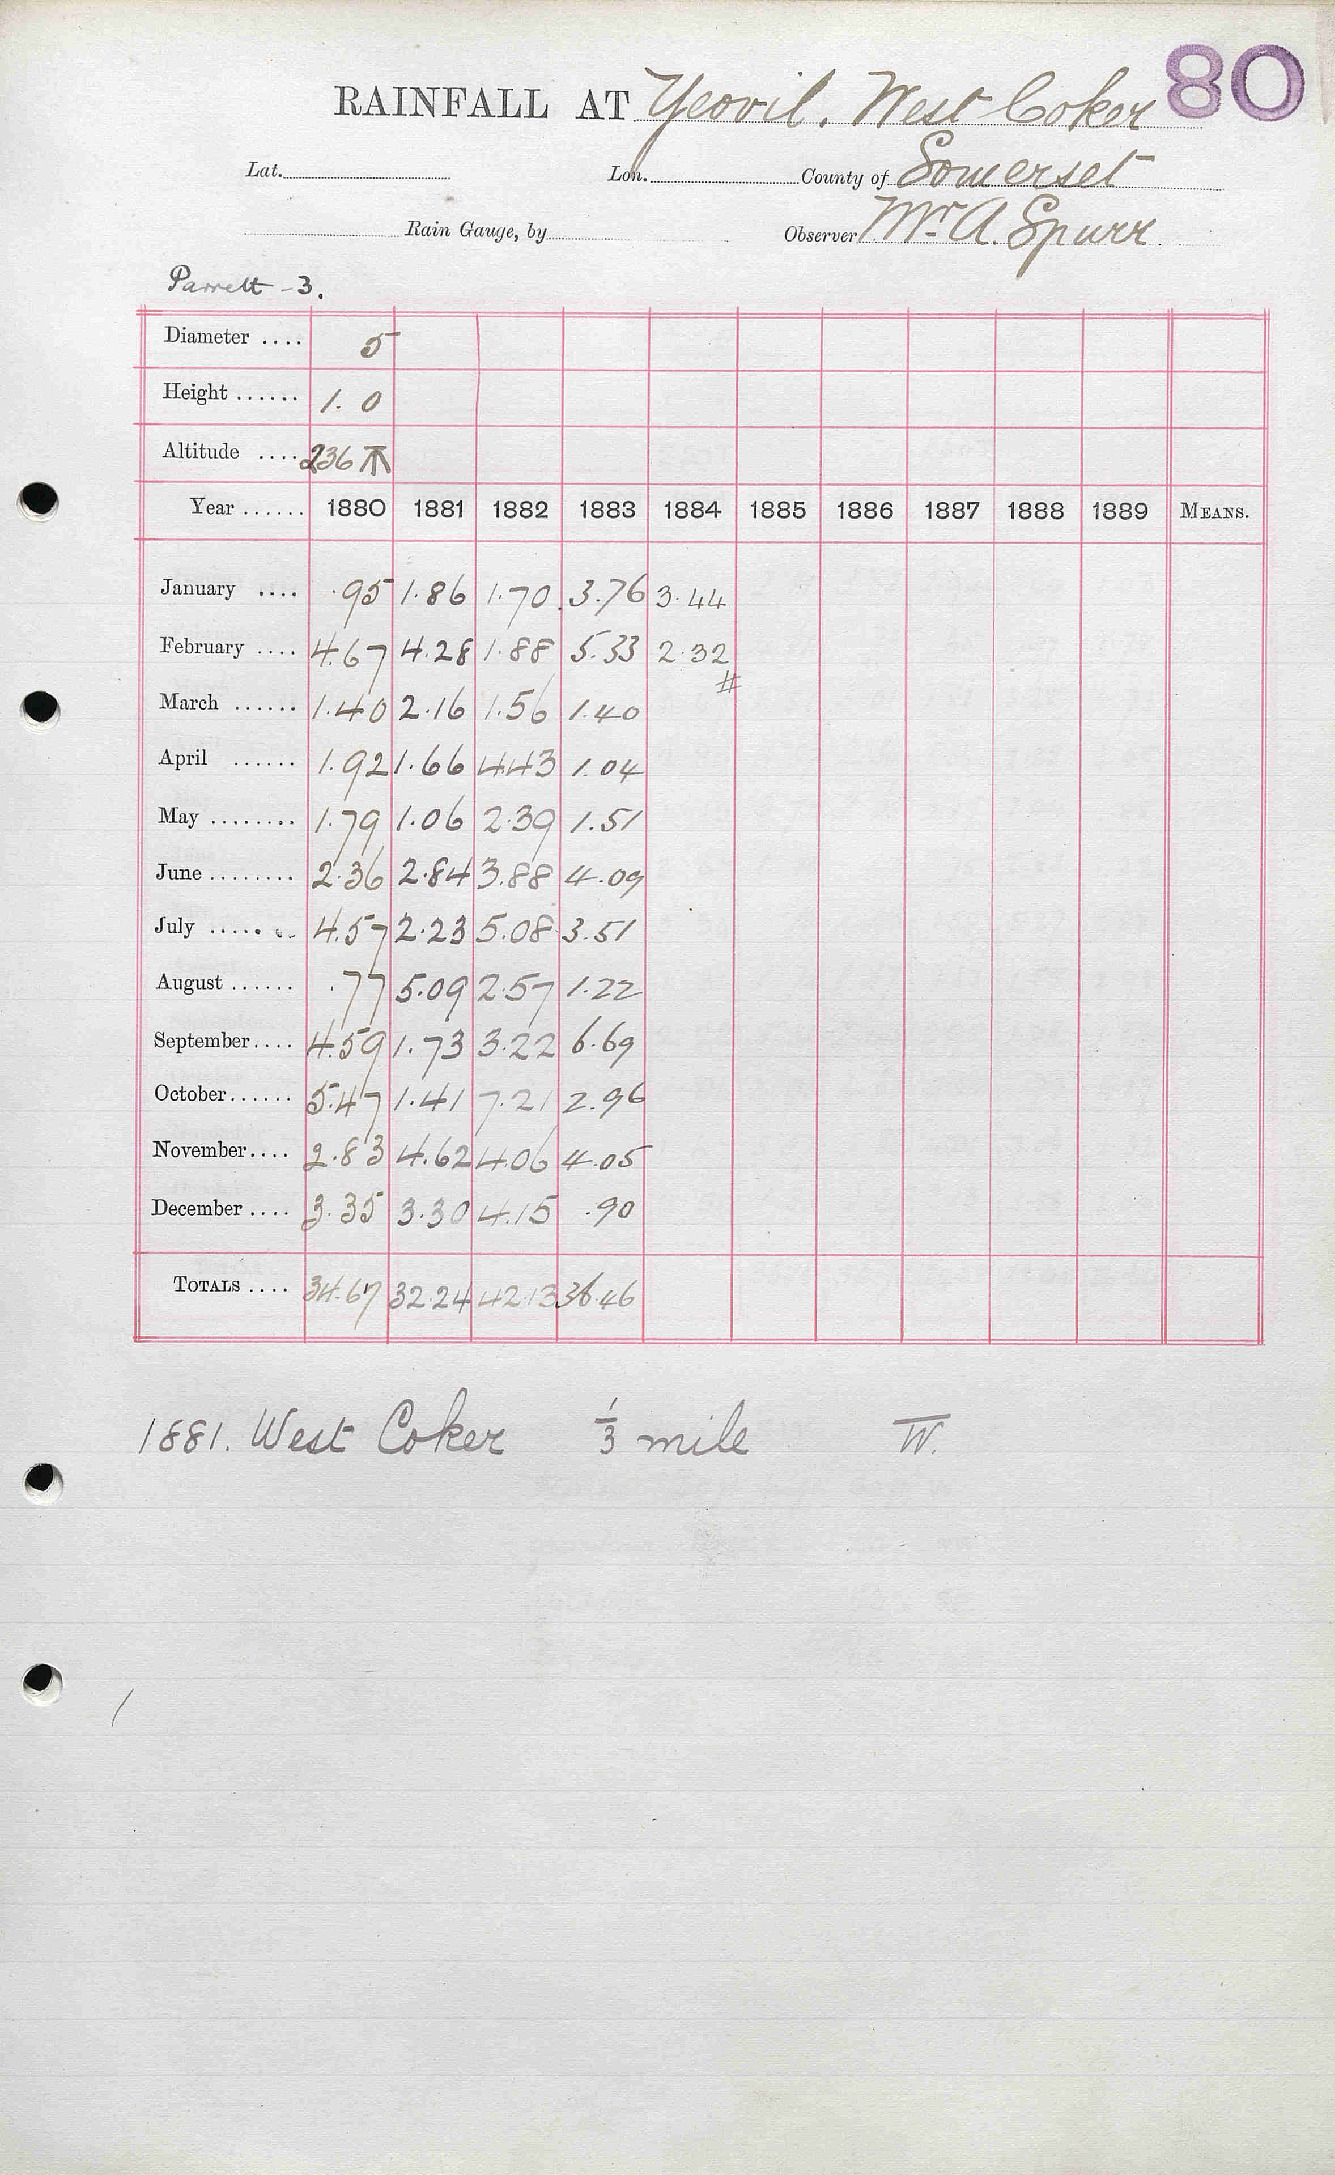 80
RAINFALL AT Yeovil. West Coker
Lat. Lon. County of Somerset
Rain Gauge, by Observer Mr. A. Spurr
Parrett - 3.
Diameter .... 5
Height ...... 1. 0
Altitude .... 236
Year ...... 1880 1881 1882 1883 1884 1885 1886 1887 1888 1889 MEANS.
January .... .95 1.86 1.70 3.76 3.44
February .... 4.67 4.28 1.88 5.33 2.32
#
March ...... 1.40 2.16 1.56 1.40
April ...... 1.92 1.66 4.43 1.04
May ........ 1.79 1.06 2.39 1.51
June ........ 2.36 2.84 3.88 4.09
July ....... 4.57 2.23 5.08 3.51
August ...... .77 5.09 2.57 1.22
September.... 4.59 1.73 3.22 6.69
October...... 5.47 1.41 7.21 2.96
November.... 2.83 4.62 4.06 4.05
December .... 3.35 3.30 4.15 .90
TOTALS .... 34.67 32.24 42.13 36.46
1881. West Coker 1/3 mile W.